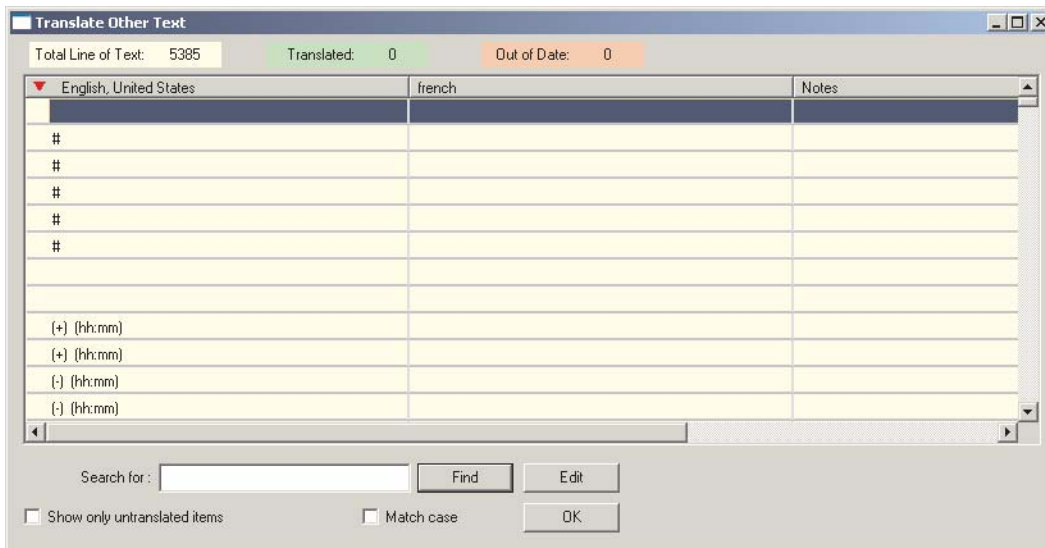 Translate Other Text
Total Line of Text: 5385 Translated: 0 Out of Date: 0
English, United States french Notes
#
#
#
#
#
(+) (hh:mm)
(+) (hh:mm)
(-) (hh:mm)
(-) (hh:mm)
Search for : Find Edit
Show only untranslated items Match case OK